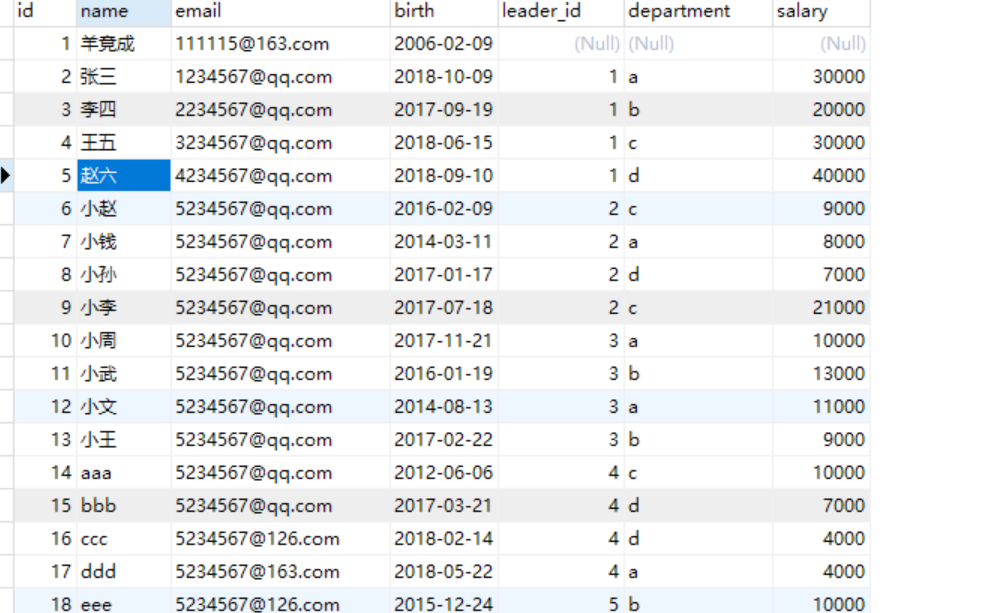 id name email birth leader_id department salary
1 羊竟成 111115@163.com 2006-02-09 (Null) (Null) (Null)
2 张三 1234567@qq.com 2018-10-09 1 a 30000
3 李四 2234567@qq.com 2017-09-19 1 b 20000
4 王五 3234567@qq.com 2018-06-15 1 c 30000
5 赵六 4234567@qq.com 2018-09-10 1 d 40000
6 小赵 5234567@qq.com 2016-02-09 2 c 9000
7 小钱 5234567@qq.com 2014-03-11 2 a 8000
8 小孙 5234567@qq.com 2017-01-17 2 d 7000
9 小李 5234567@qq.com 2017-07-18 2 c 21000
10 小周 5234567@qq.com 2017-11-21 3 a 10000
11 小武 5234567@qq.com 2016-01-19 3 b 13000
12 小文 5234567@qq.com 2014-08-13 3 a 11000
13 小王 5234567@qq.com 2017-02-22 3 b 9000
14 aaa 5234567@qq.com 2012-06-06 4 c 10000
15 bbb 5234567@qq.com 2017-03-21 4 d 7000
16 ccc 5234567@126.com 2018-02-14 4 d 4000
17 ddd 5234567@163.com 2018-05-22 4 a 4000
18 eee 5234567@126.com 2015-12-24 5 b 10000